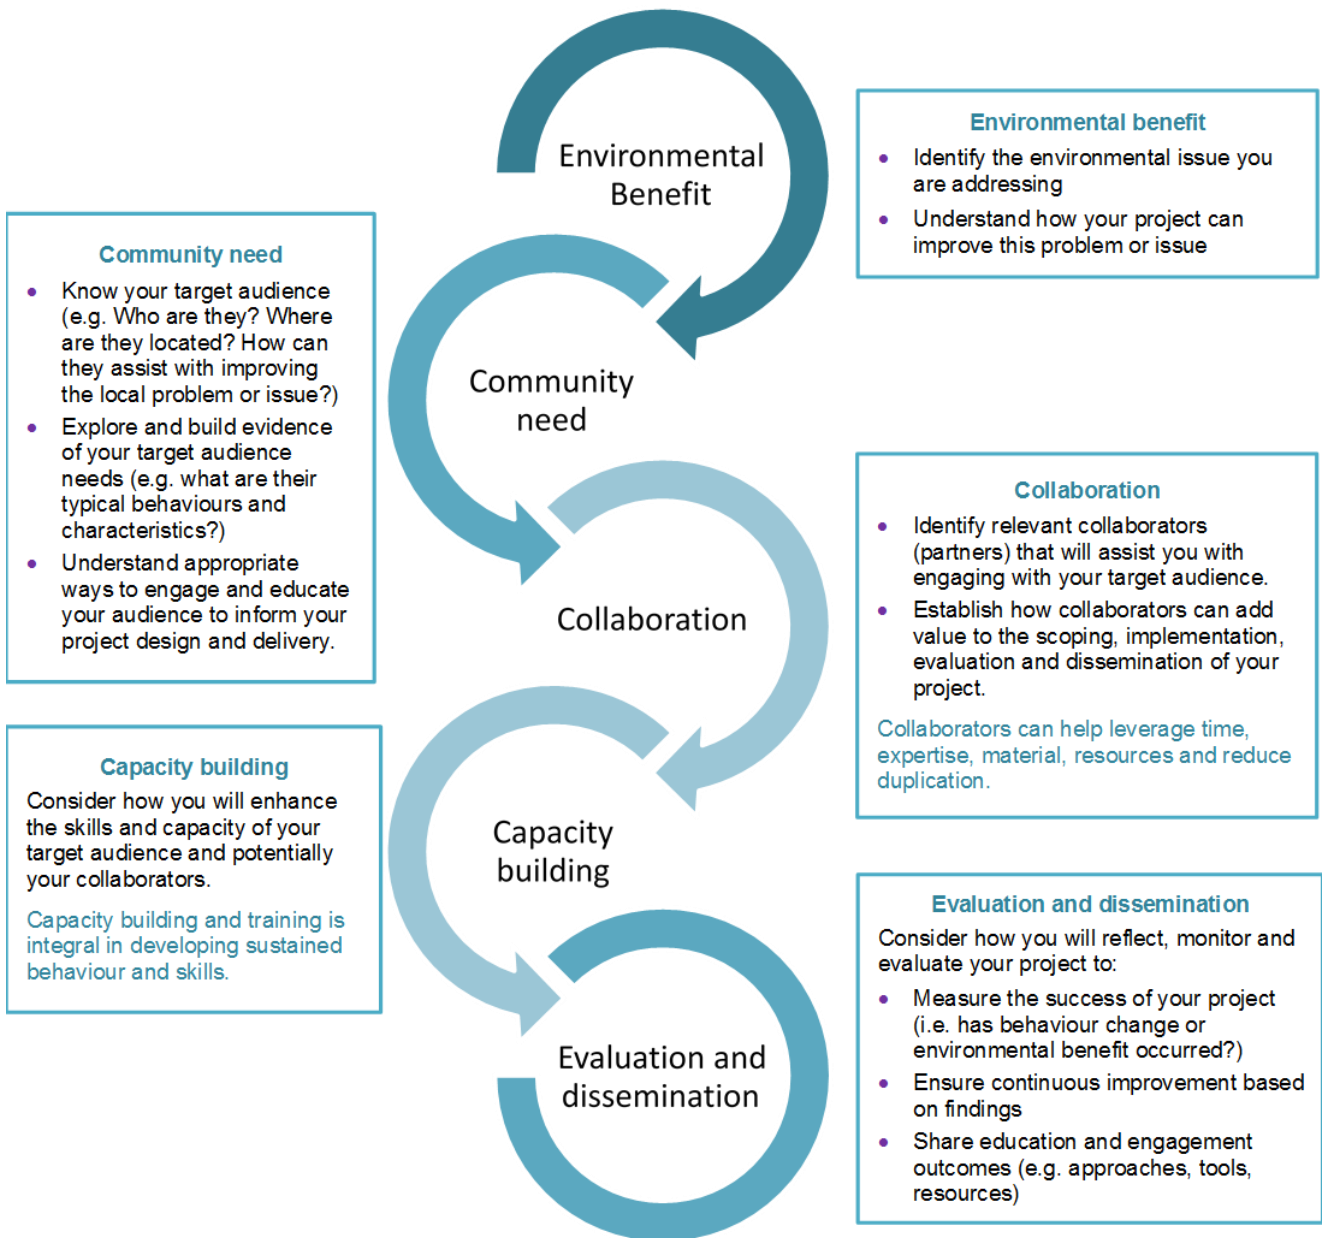 Environmental
Benefit
Environmental benefit
• Identify the environmental issue you
are addressing
• Understand how your project can
improve this problem or issue
Community need
• Know your target audience
(e.g. Who are they? Where
are they located? How can
they assist with improving
the local problem or issue?)
• Explore and build evidence
of your target audience
needs (e.g. what are their
typical behaviours and
characteristics?)
• Understand appropriate
ways to engage and educate
your audience to inform your
project design and delivery.
Community
need
Collaboration
Collaboration
• Identify relevant collaborators
(partners) that will assist you with
engaging with your target audience.
• Establish how collaborators can add
value to the scoping, implementation,
evaluation and dissemination of your
project.
Collaborators can help leverage time,
expertise, material, resources and reduce
duplication.
Capacity building
Consider how you will enhance
the skills and capacity of your
target audience and potentially
your collaborators.
Capacity building and training is
integral in developing sustained
behaviour and skills.
Capacity
building
Evaluation and
dissemination
Evaluation and dissemination
Consider how you will reflect, monitor and
evaluate your project to:
• Measure the success of your project
(i.e. has behaviour change or
environmental benefit occurred?)
• Ensure continuous improvement based
on findings
• Share education and engagement
outcomes (e.g. approaches, tools,
resources)